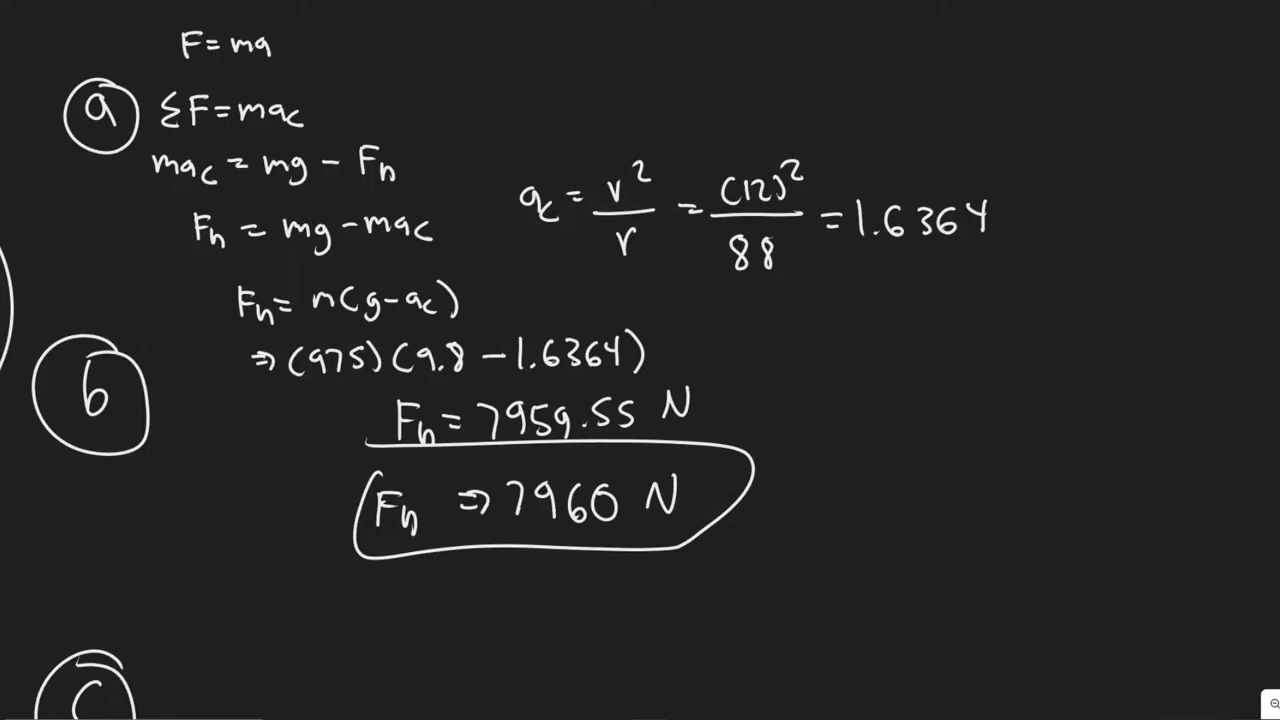 F = ma
a ΣF = mac
mac = mg - Fn
ac = v² / r = (12)² / 88 = 1.6364
Fn = mg - mac
Fn = m(g - ac)
⇒ (975)(9.8 - 1.6364)
b
Fn = 7959.55 N
Fn ⇒ 7960 N
c